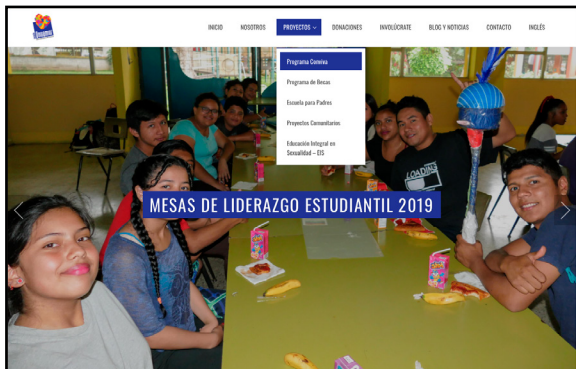 INICIO
NOSOTROS
PROYECTOS
DONACIONES
INVOLÚCRATE
BLOG Y NOTICIAS
CONTACTO
INGLÉS
Programa Conviva
Programa de Becas
Escuela para Padres
Proyectos Comunitarios
Educación Integral en
Sexualidad – EIS
LOADING
MESAS DE LIDERAZGO ESTUDIANTIL 2019